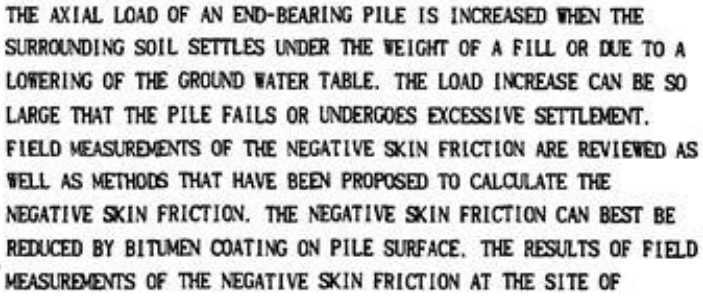 THE AXIAL LOAD OF AN END-BEARING PILE IS INCREASED WHEN THE
SURROUNDING SOIL SETTLES UNDER THE WEIGHT OF A FILL OR DUE TO A
LOWERING OF THE GROUND WATER TABLE. THE LOAD INCREASE CAN BE SO
LARGE THAT THE PILE FAILS OR UNDERGOES EXCESSIVE SETTLEMENT.
FIELD MEASUREMENTS OF THE NEGATIVE SKIN FRICTION ARE REVIEWED AS
WELL AS METHODS THAT HAVE BEEN PROPOSED TO CALCULATE THE
NEGATIVE SKIN FRICTION. THE NEGATIVE SKIN FRICTION CAN BEST BE
REDUCED BY BITUMEN COATING ON PILE SURFACE. THE RESULTS OF FIELD
MEASUREMENTS OF THE NEGATIVE SKIN FRICTION AT THE SITE OF